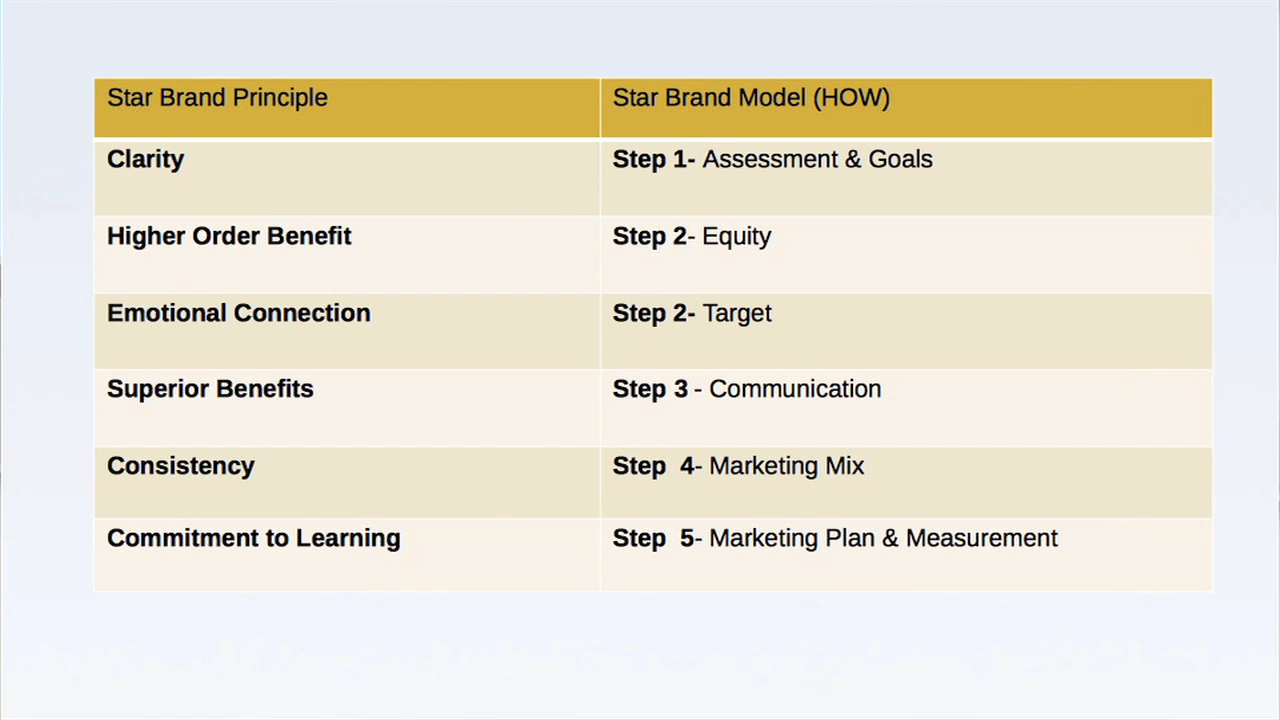 Star Brand Principle
Star Brand Model (HOW)
Clarity
Step 1- Assessment & Goals
Higher Order Benefit
Step 2- Equity
Emotional Connection
Step 2- Target
Superior Benefits
Step 3 - Communication
Consistency
Step  4- Marketing Mix
Commitment to Learning
Step  5- Marketing Plan & Measurement